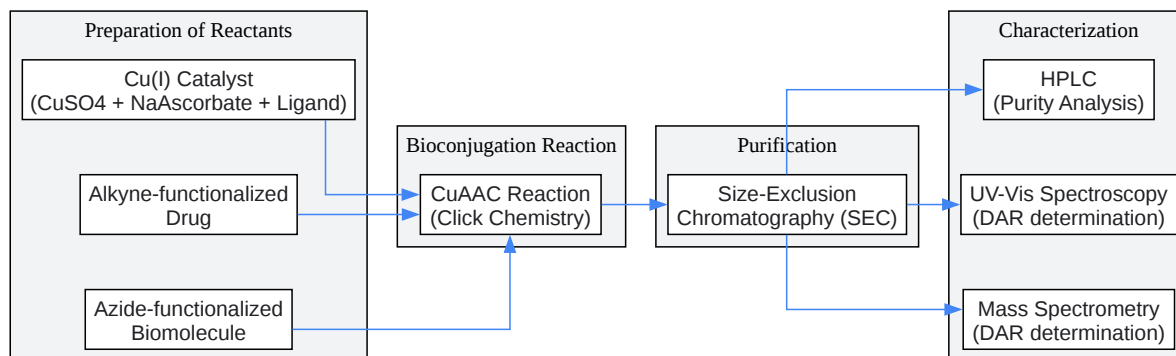 Preparation of Reactants
Cu(I) Catalyst
(CuSO4 + NaAscorbate + Ligand)
Alkyne-functionalized
Drug
Azide-functionalized
Biomolecule
Bioconjugation Reaction
CuAAC Reaction
(Click Chemistry)
Purification
Size-Exclusion
Chromatography (SEC)
Characterization
HPLC
(Purity Analysis)
UV-Vis Spectroscopy
(DAR determination)
Mass Spectrometry
(DAR determination)